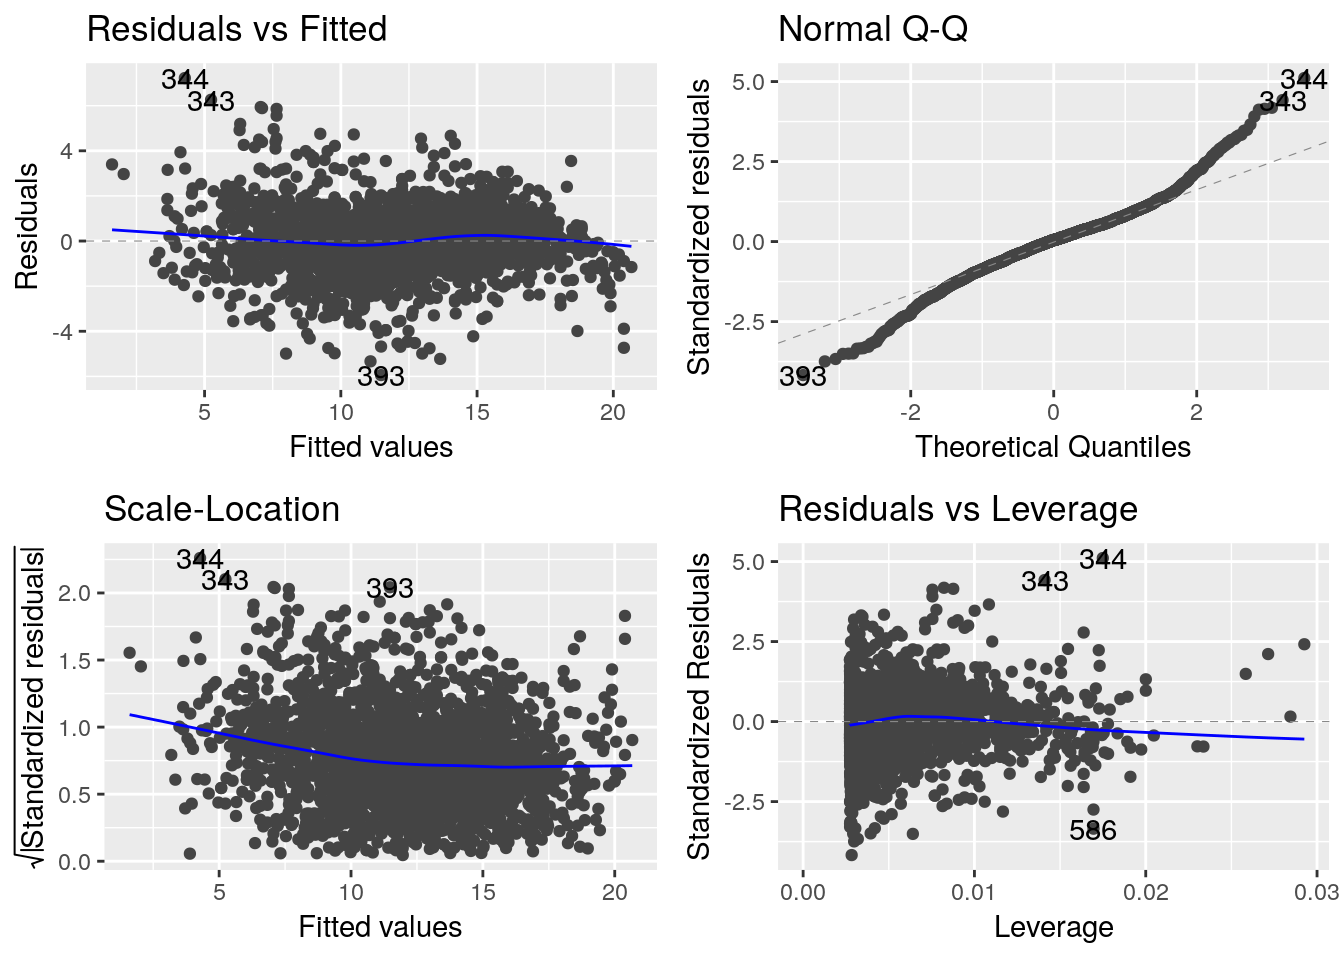 Residuals vs Fitted
344
343
393
4
0
-4
5 10 15 20
Residuals
Fitted values
Normal Q-Q
344
343
393
5.0
2.5
0.0
-2.5
-2 0 2
Standardized residuals
Theoretical Quantiles
Scale-Location
344
343
393
2.0
1.5
1.0
0.5
0.0
5 10 15 20
√|Standardized residuals|
Fitted values
Residuals vs Leverage
344
343
586
5.0
2.5
0.0
-2.5
0.00 0.01 0.02 0.03
Standardized Residuals
Leverage